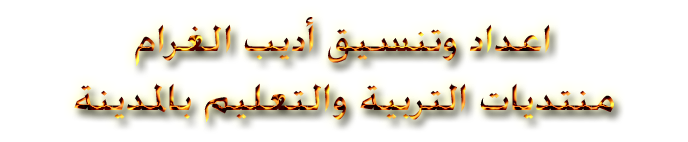 اعداد وتنسيق أديب الغرام
منتديات التربية والتعليم بالمدينة